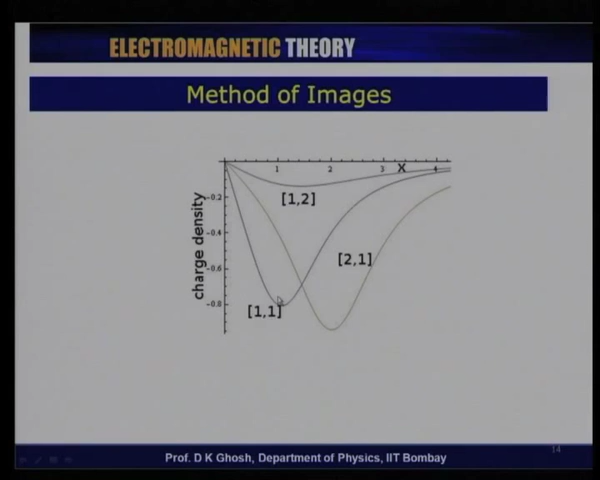 ELECTROMAGNETIC THEORY
Method of Images
1 2 3 X 4
-0.2
[1,2]
-0.4
charge density
[2,1]
-0.6
-0.8
[1,1]
Prof. D K Ghosh, Department of Physics, IIT Bombay
14